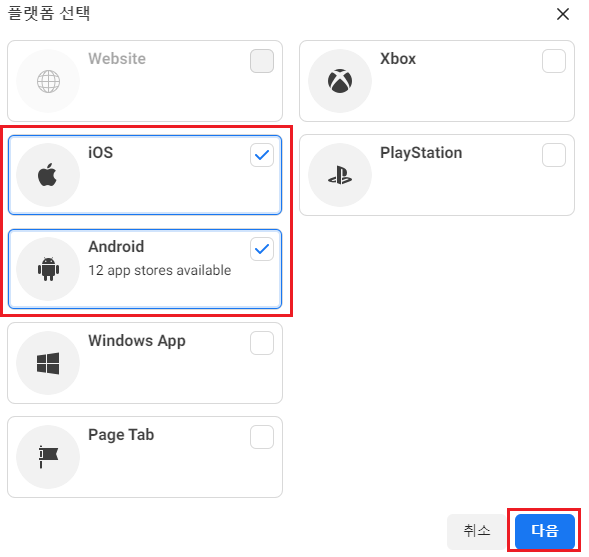 플랫폼 선택
Website
iOS
Android
12 app stores available
Windows App
Page Tab
Xbox
PlayStation
취소
다음